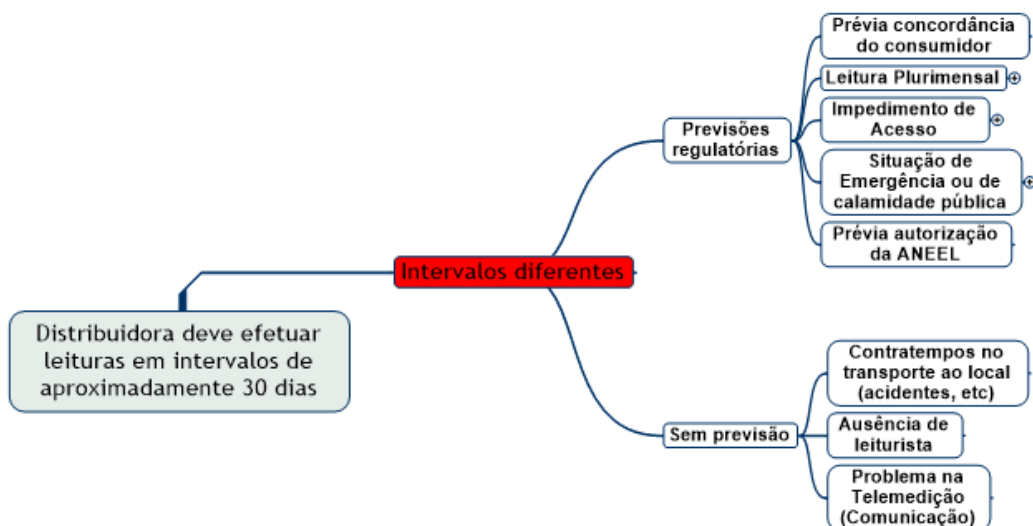 Distribuidora deve efetuar
leituras em intervalos de
aproximadamente 30 dias
Intervalos diferentes
Previsões
regulatórias
Prévia concordância
do consumidor
Leitura Plurimensal
Impedimento de
Acesso
Situação de
Emergência ou de
calamidade pública
Prévia autorização
da ANEEL
Sem previsão
Contratempos no
transporte ao local
(acidentes, etc)
Ausência de
leiturista
Problema na
Telemedição
(Comunicação)